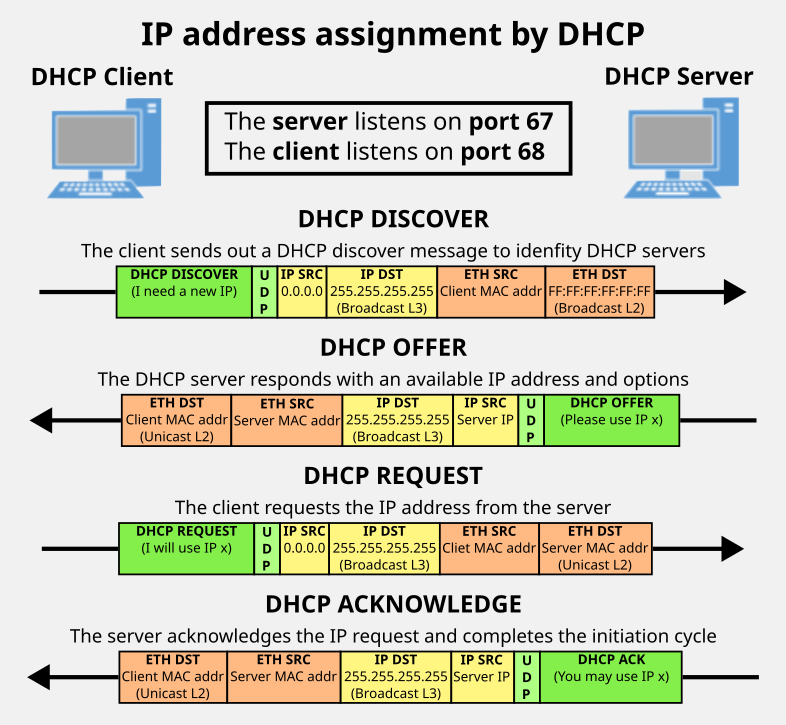 IP address assignment by DHCP
DHCP Client
DHCP Server
The server listens on port 67
The client listens on port 68
DHCP DISCOVER
The client sends out a DHCP discover message to idenfity DHCP servers
DHCP DISCOVER
(I need a new IP)
U
D
P
IP SRC
0.0.0.0
IP DST
255.255.255.255
(Broadcast L3)
ETH SRC
Client MAC addr
ETH DST
FF:FF:FF:FF:FF:FF
(Broadcast L2)
DHCP OFFER
The DHCP server responds with an available IP address and options
ETH DST
Client MAC addr
(Unicast L2)
ETH SRC
Server MAC addr
IP DST
255.255.255.255
(Broadcast L3)
IP SRC
Server IP
U
D
P
DHCP OFFER
(Please use IP x)
DHCP REQUEST
The client requests the IP address from the server
DHCP REQUEST
(I will use IP x)
U
D
P
IP SRC
0.0.0.0
IP DST
255.255.255.255
(Broadcast L3)
ETH SRC
Cliet MAC addr
ETH DST
Server MAC addr
(Unicast L2)
DHCP ACKNOWLEDGE
The server acknowledges the IP request and completes the initiation cycle
ETH DST
Client MAC addr
(Unicast L2)
ETH SRC
Server MAC addr
IP DST
255.255.255.255
(Broadcast L3)
IP SRC
Server IP
U
D
P
DHCP ACK
(You may use IP x)